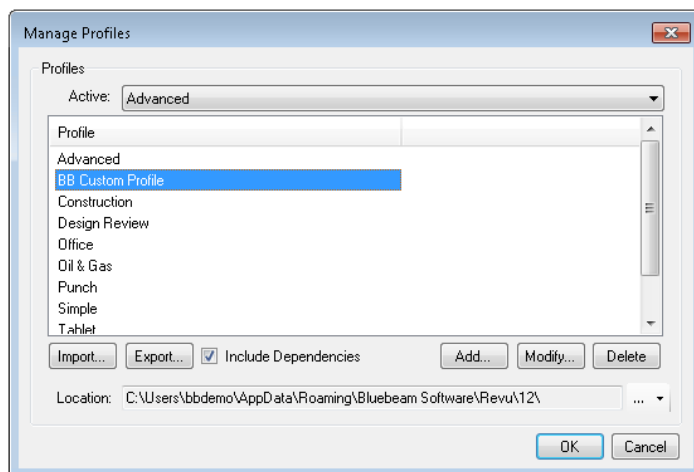 Manage Profiles
Profiles
Active: Advanced
Profile
Advanced
BB Custom Profile
Construction
Design Review
Office
Oil & Gas
Punch
Simple
Tablet
Import... Export... Include Dependencies Add... Modify... Delete
Location: C:\Users\bbdemo\AppData\Roaming\Bluebeam Software\Revu\12\ ...
OK Cancel